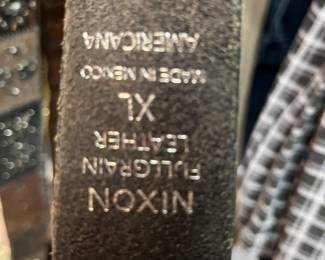 NIXON
FULLGRAIN
LEATHER
XL
MADE IN MEXICO
AMERICANA